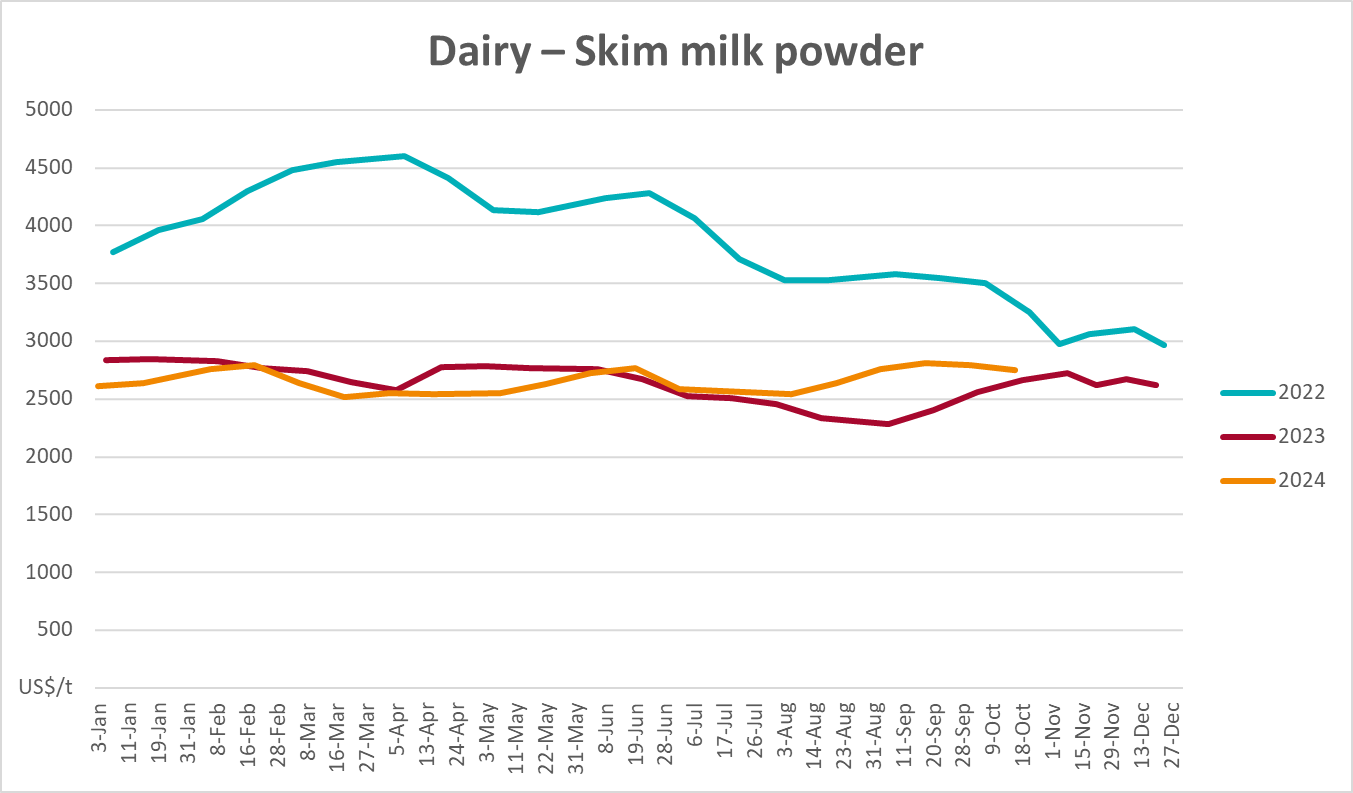 Dairy – Skim milk powder
5000
4500
4000
3500
3000
2500
2000
1500
1000
500
US$/t
3-Jan
11-Jan
19-Jan
31-Jan
8-Feb
16-Feb
28-Feb
8-Mar
16-Mar
27-Mar
5-Apr
13-Apr
24-Apr
3-May
11-May
22-May
31-May
8-Jun
19-Jun
28-Jun
6-Jul
17-Jul
26-Jul
3-Aug
14-Aug
23-Aug
31-Aug
11-Sep
20-Sep
28-Sep
9-Oct
18-Oct
1-Nov
15-Nov
29-Nov
13-Dec
27-Dec
2022
2023
2024